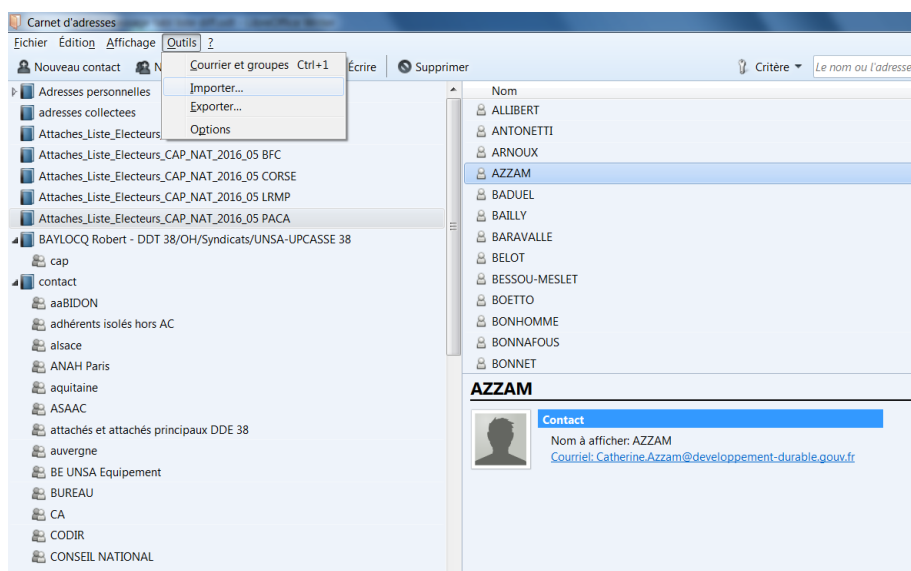 Carnet d'adresses
Fichier Édition Affichage Outils ?
Nouveau contact N Écrire Supprimer Critère Le nom ou l'adresse
Courrier et groupes Ctrl+1
Importer...
Exporter...
Options
Adresses personnelles
adresses collectees
Attaches_Liste_Electeurs_
Attaches_Liste_Electeurs_CAP_NAT_2016_05 BFC
Attaches_Liste_Electeurs_CAP_NAT_2016_05 CORSE
Attaches_Liste_Electeurs_CAP_NAT_2016_05 LRMP
Attaches_Liste_Electeurs_CAP_NAT_2016_05 PACA
BAYLOCQ Robert - DDT 38/OH/Syndicats/UNSA-UPCASSE 38
cap
contact
aaBIDON
adhérents isolés hors AC
alsace
ANAH Paris
aquitaine
ASAAC
attachés et attachés principaux DDE 38
auvergne
BE UNSA Equipement
BUREAU
CA
CODIR
CONSEIL NATIONAL
Nom
ALLIBERT
ANTONETTI
ARNOUX
AZZAM
BADUEL
BAILLY
BARAVALLE
BELOT
BESSOU-MESLET
BOETTO
BONHOMME
BONNAFOUS
BONNET
AZZAM
Contact
Nom à afficher: AZZAM
Courriel: Catherine.Azzam@developpement-durable.gouv.fr